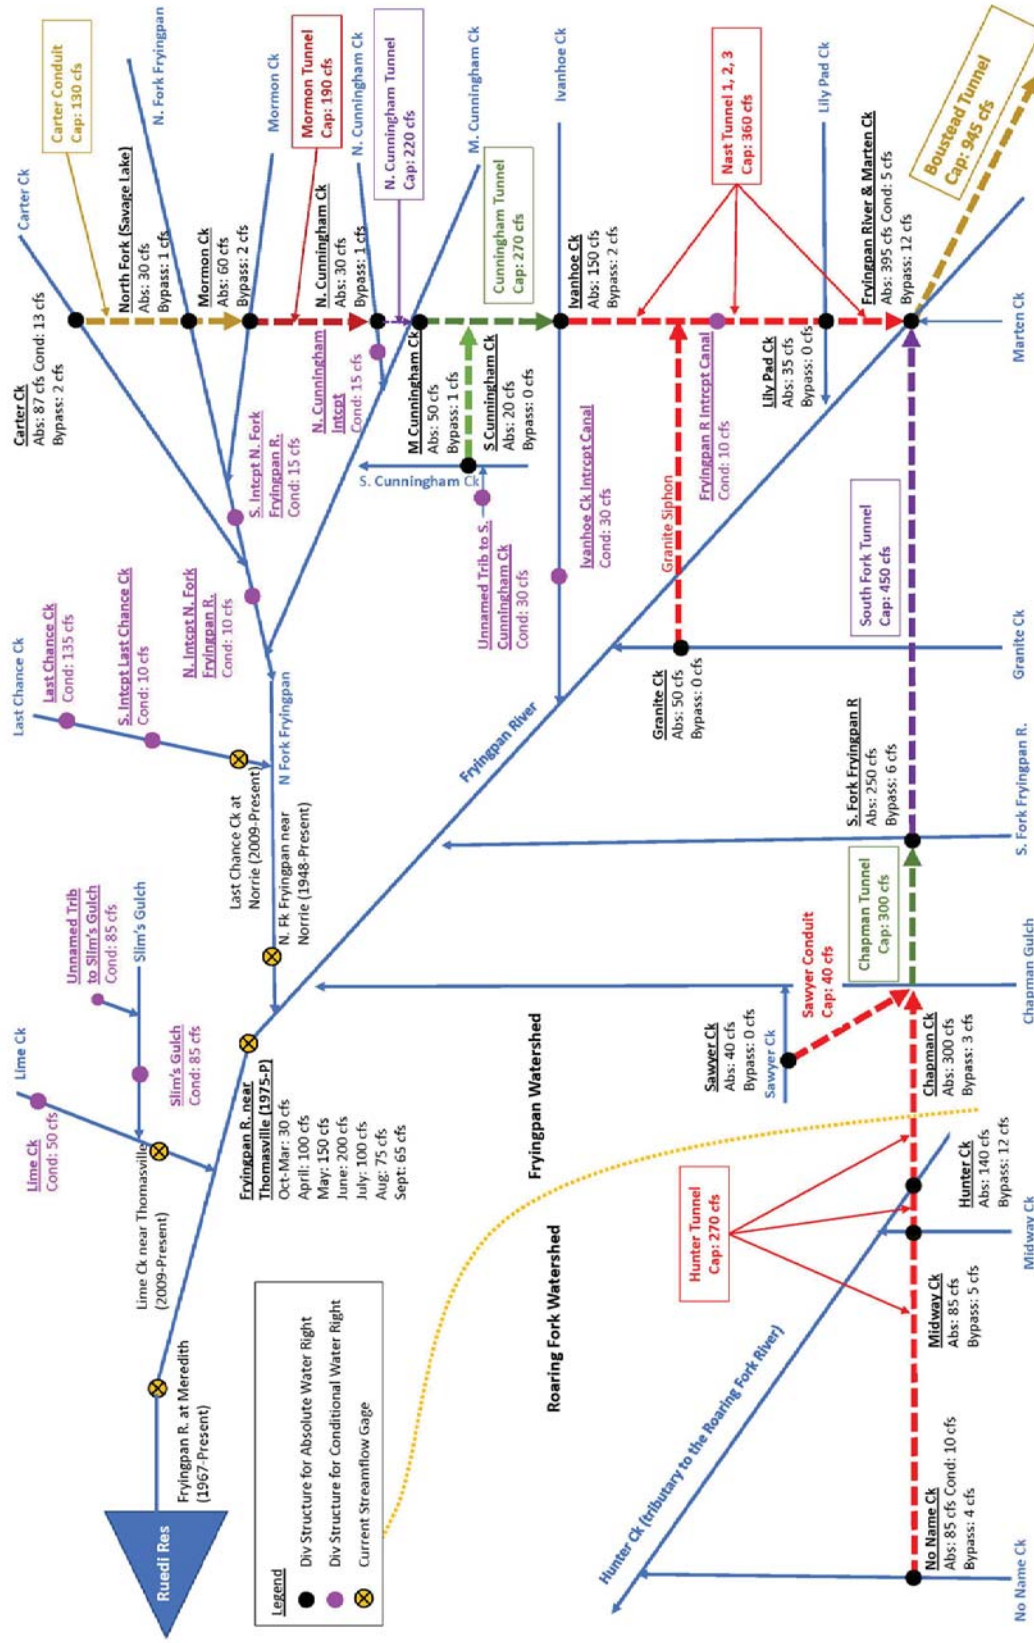 Ruedi Res
Fryingpan R. at Meredith
(1967-Present)
Lime Ck near Thomasville
(2009-Present)
Lime Ck
Cond: 50 cfs
Lime Ck
Slim's Gulch
Cond: 85 cfs
Unnamed Trib
to Slim's Gulch
Cond: 85 cfs
Slim's Gulch
Last Chance Ck
Last Chance Ck
Cond: 135 cfs
S. Intcpt Last Chance Ck
Cond: 10 cfs
Last Chance Ck at
Norrie (2009-Present)
N. Fk Fryingpan near
Norrie (1948-Present)
N Fork Fryingpan
N. Intcpt N. Fork
Fryingpan R.
Cond: 10 cfs
S. Intcpt N. Fork
Fryingpan R.
Cond: 15 cfs
Carter Ck
Carter Ck
Abs: 87 cfs Cond: 13 cfs
Bypass: 2 cfs
Carter Conduit
Cap: 130 cfs
N. Fork Fryingpan
North Fork (Savage Lake)
Abs: 30 cfs
Bypass: 1 cfs
Mormon Ck
Abs: 60 cfs
Bypass: 2 cfs
Mormon Ck
Mormon Tunnel
Cap: 190 cfs
N. Cunningham Ck
N. Cunningham Ck
Abs: 30 cfs
Bypass: 1 cfs
N. Cunningham
Intcpt
Cond: 15 cfs
N. Cunningham Tunnel
Cap: 220 cfs
M. Cunningham Ck
M Cunningham Ck
Abs: 50 cfs
Bypass: 1 cfs
Cunningham Tunnel
Cap: 270 cfs
S Cunningham Ck
Abs: 20 cfs
Bypass: 0 cfs
S. Cunningham Ck
Unnamed Trib to S.
Cunningham Ck
Cond: 30 cfs
Ivanhoe Ck
Ivanhoe Ck
Abs: 150 cfs
Bypass: 2 cfs
Ivanhoe Ck Intrcpt Canal
Cond: 30 cfs
Nast Tunnel 1, 2, 3
Cap: 360 cfs
Granite Siphon
Fryingpan R Intrcpt Canal
Cond: 10 cfs
Lily Pad Ck
Lily Pad Ck
Abs: 35 cfs
Bypass: 0 cfs
Fryingpan River & Marten Ck
Abs: 395 cfs Cond: 5 cfs
Bypass: 12 cfs
Boustead Tunnel
Cap: 945 cfs
Marten Ck
Fryingpan River
Fryingpan R. near
Thomasville (1975-P)
Oct-Mar: 30 cfs
April: 100 cfs
May: 150 cfs
June: 200 cfs
July: 100 cfs
Aug: 75 cfs
Sept: 65 cfs
Granite Ck
Abs: 50 cfs
Bypass: 0 cfs
Granite Ck
South Fork Tunnel
Cap: 450 cfs
S. Fork Fryingpan R
Abs: 250 cfs
Bypass: 6 cfs
S. Fork Fryingpan R.
Chapman Tunnel
Cap: 300 cfs
Chapman Gulch
Sawyer Conduit
Cap: 40 cfs
Sawyer Ck
Abs: 40 cfs
Bypass: 0 cfs
Sawyer Ck
Chapman Ck
Abs: 300 cfs
Bypass: 3 cfs
Fryingpan Watershed
Roaring Fork Watershed
Hunter Tunnel
Cap: 270 cfs
Hunter Ck
Abs: 140 cfs
Bypass: 12 cfs
Midway Ck
Abs: 85 cfs
Bypass: 5 cfs
Midway Ck
Hunter Ck (tributary to the Roaring Fork River)
No Name Ck
Abs: 85 cfs Cond: 10 cfs
Bypass: 4 cfs
No Name Ck
Legend
Div Structure for Absolute Water Right
Div Structure for Conditional Water Right
Current Streamflow Gage